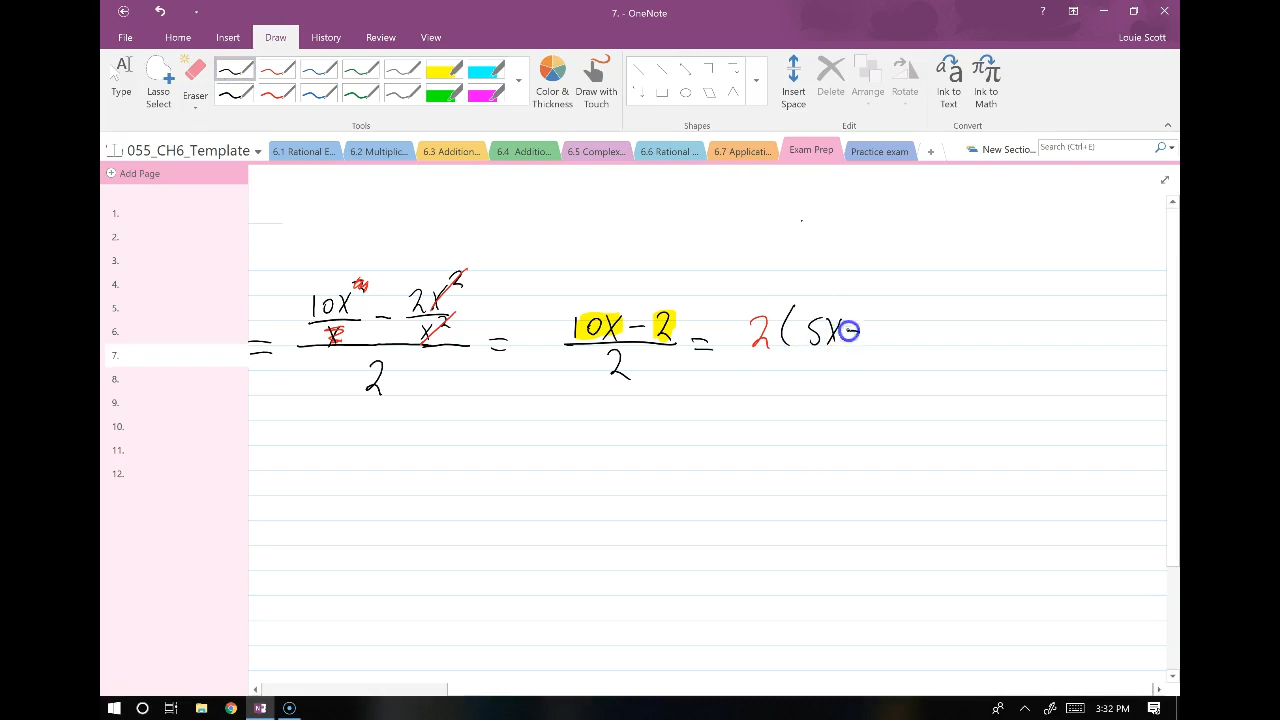 7. - OneNote
?
File Home Insert Draw History Review View Louie Scott
Type
Lasso Select
Eraser
Color & Thickness
Draw with Touch
Insert Space
Delete
Arrange
Rotate
Ink to Text
Ink to Math
Tools Shapes Edit Convert
055_CH6_Template 6.1 Rational E... 6.2 Multiplic... 6.3 Addition... 6.4 Additio... 6.5 Complex... 6.6 Rational ... 6.7 Applicati... Exam Prep Practice exam + New Sectio... Search (Ctrl+E)
Add Page
1.
2.
3.
4.
5.
6.
7.
8.
9.
10.
11.
12.
= (10x/x − 2x²/x²)/2 = (10x − 2)/2 = 2(5x −
3:32 PM